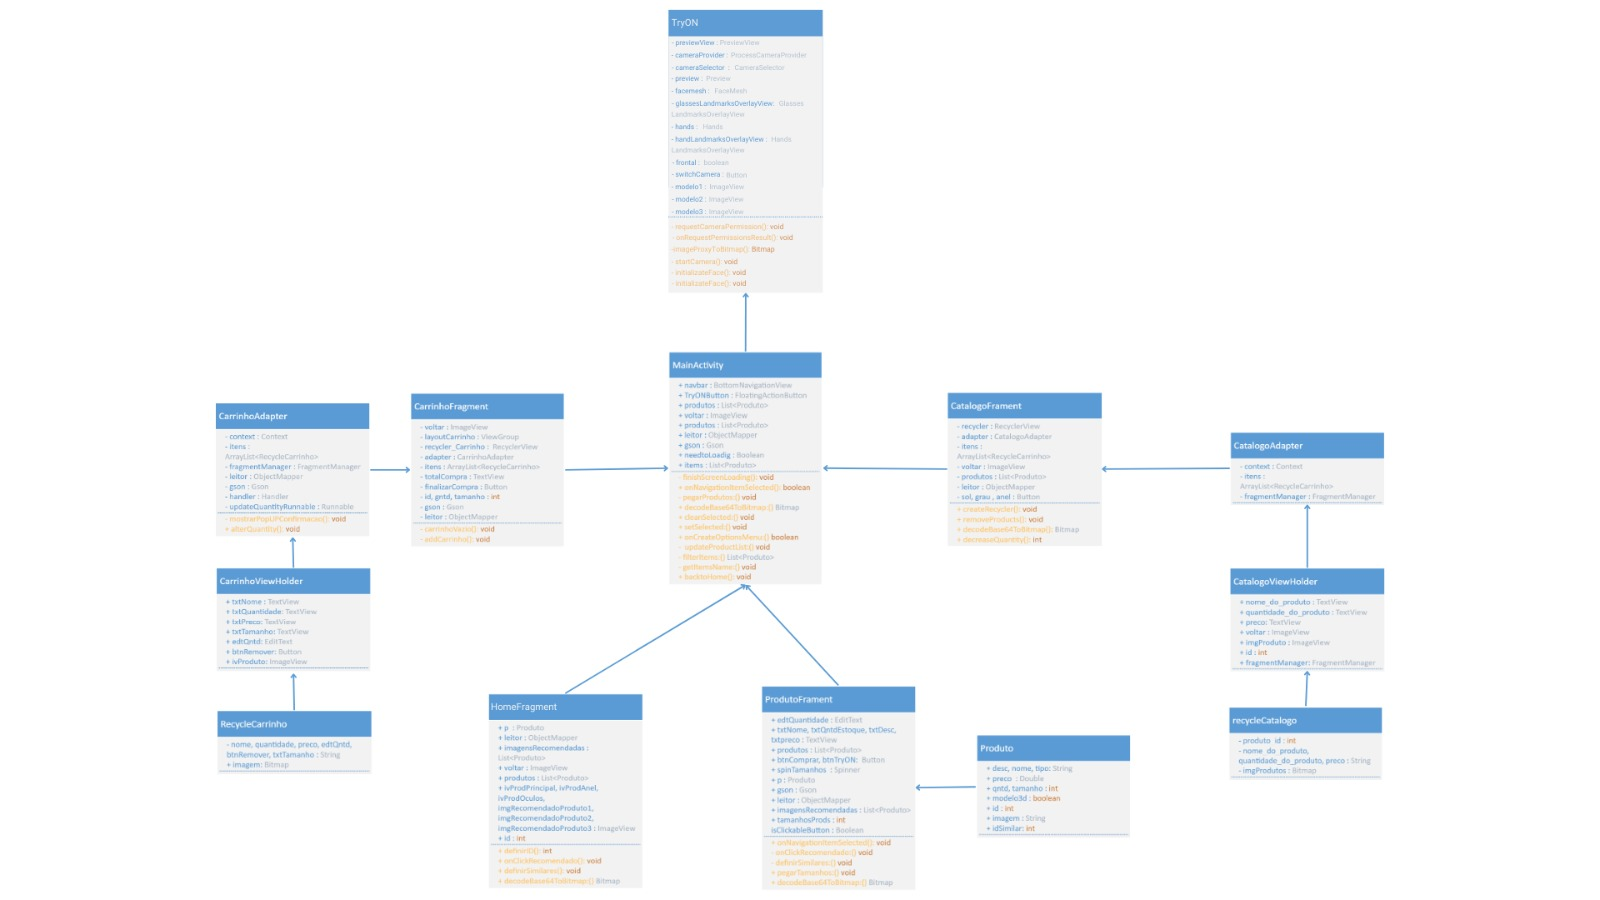 TryON
- previewView : PreviewView
- cameraProvider : ProcessCameraProvider
- cameraSelector : CameraSelector
- preview : Preview
- facemesh : FaceMesh
- glassesLandmarksOverlayView: Glasses
LandmarksOverlayView
- hands : Hands
- handLandmarksOverlayView : Hands
LandmarksOverlayView
- frontal : boolean
- switchCamera : Button
- modelo1 : ImageView
- modelo2 : ImageView
- modelo3 : ImageView
- requestCameraPermission(): void
- onRequestPermissionsResult(): void
-imageProxyToBitmap(): Bitmap
- startCamera(): void
- initializateFace(): void
- initializateFace(): void
MainActivity
+ navbar : BottomNavigationView
+ TryONButton : FloatingActionButton
+ produtos : List<Produto>
+ voltar : ImageView
+ produtos : List<Produto>
+ leitor : ObjectMapper
+ gson : Gson
+ needtoLoadig : Boolean
+ items : List<Produto>
- finishScreenLoading(): void
+ onNavigationItemSelected(): boolean
- pegarProdutos:() void
+ decodeBase64ToBitmap:() Bitmap
+ clearSelected:() void
+ setSelected:() void
+ onCreateOptionsMenu:() boolean
- updateProductList:() void
- filterItems:() List<Produto>
- getItemsName:() void
+ backtoHome(): void
CarrinhoAdapter
- context : Context
- itens :
ArrayList<RecycleCarrinho>
- fragmentManager : FragmentManager
- leitor : ObjectMapper
- gson : Gson
- handler : Handler
- updateQuantityRunnable : Runnable
- mostrerPopUPConfirmacao(): void
+ alterQuantity(): void
CarrinhoFragment
- voltar : ImageView
- layoutCarrinho : ViewGroup
- recycler_Carrinho : RecyclerView
- adapter : CarrinhoAdapter
- itens : ArrayList<RecycleCarrinho>
- totalCompra : TextView
- finalizarCompra : Button
- id, qntd, tamanho : int
- gson : Gson
- leitor : ObjectMapper
- carrinhoVazio(): void
- addCarrinho(): void
CatalogoFrament
- recycler : RecyclerView
- adapter : CatalogoAdapter
- itens :
ArrayList<RecycleCarrinho>
- voltar : ImageView
- produtos : List<Produto>
- leitor : ObjectMapper
- sol, grau , anel : Button
+ createRecycler(): void
+ removeProducts(): void
+ decodeBase64ToBitmap(): Bitmap
+ decreaseQuantity(): int
CatalogoAdapter
- context : Context
- itens :
ArrayList<RecycleCarrinho>
- fragmentManager : FragmentManager
CarrinhoViewHolder
+ txtNome : TextView
+ txtQuantidade: TextView
+ txtPreco: TextView
+ txtTamanho: TextView
+ edtQntd: EditText
+ btnRemover: Button
+ ivProduto: ImageView
CatalogoViewHolder
+ nome_do_produto : TextView
+ quantidade_do_produto : TextView
+ preco: TextView
+ voltar : ImageView
+ imgProduto : ImageView
+ id : int
+ fragmentManager: FragmentManager
RecycleCarrinho
- nome, quantidade, preco, edtQntd,
btnRemover, txtTamanho : String
+ imagem: Bitmap
HomeFragment
+ p : Produto
+ leitor : ObjectMapper
+ imagensRecomendadas :
List<Produto>
+ voltar : ImageView
+ produtos : List<Produto>
+ ivProdPrincipal, ivProdAnel,
ivProdOculos,
imgRecomendadoProduto1,
imgRecomendadoProduto2,
imgRecomendadoProduto3 : ImageView
+ id : int
+ definirID(): int
+ onClickRecomendado(): void
+ definirSimilares(): void
+ decodeBase64ToBitmap:() Bitmap
ProdutoFrament
+ edtQuantidade : EditText
+ txtNome, txtQntdEstoque, txtDesc,
txtpreco : TextView
+ produtos : List<Produto>
+ btnComprar, btnTryON: Button
+ spinTamanhos : Spinner
+ p : Produto
+ gson : Gson
+ leitor : ObjectMapper
+ imagensRecomendadas : List<Produto>
+ tamanhosProds : int
isClickableButton : Boolean
+ onNavigationItemSelected(): void
- onClickRecomendado:() void
- definirSimilares:() void
+ pegarTamanhos:() void
+ decodeBase64ToBitmap:() Bitmap
Produto
+ desc, nome, tipo: String
+ preco : Double
+ qntd, tamanho : int
+ modelo3d : boolean
+ id : int
+ imagem : String
+ idSimilar: int
recycleCatalogo
- produto_id : int
- nome_do_produto,
quantidade_do_produto, preco : String
- imgProdutos : Bitmap